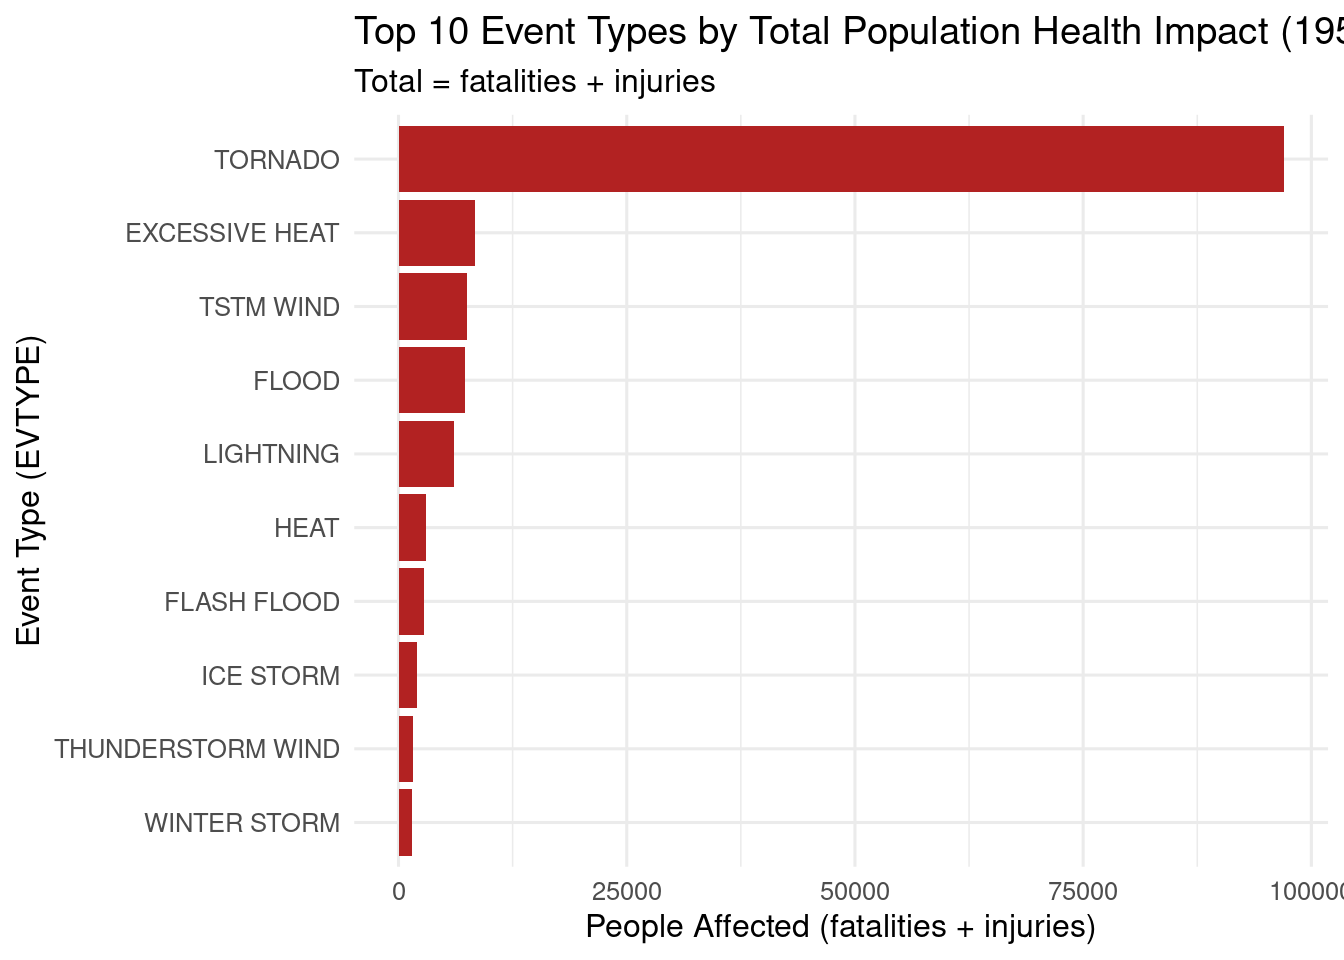 Top 10 Event Types by Total Population Health Impact (195
Total = fatalities + injuries
TORNADO
EXCESSIVE HEAT
TSTM WIND
FLOOD
LIGHTNING
HEAT
FLASH FLOOD
ICE STORM
THUNDERSTORM WIND
WINTER STORM
Event Type (EVTYPE)
0 25000 50000 75000 100000
People Affected (fatalities + injuries)